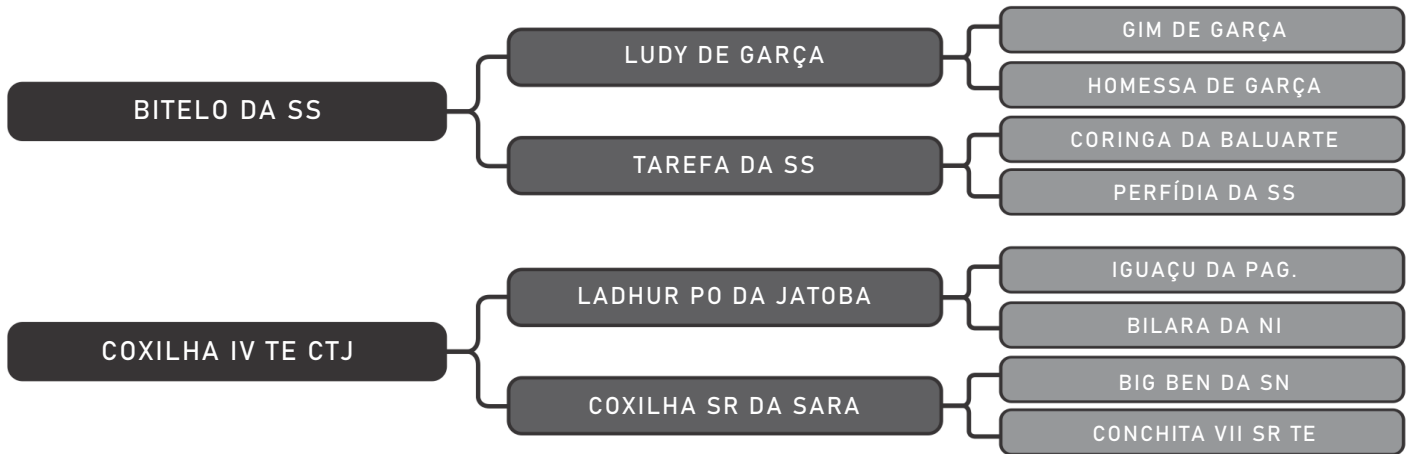 BITELO DA SS
LUDY DE GARÇA
GIM DE GARÇA
HOMESSA DE GARÇA
TAREFA DA SS
CORINGA DA BALUARTE
PERFÍDIA DA SS
COXILHA IV TE CTJ
LADHUR PO DA JATOBA
IGUAÇU DA PAG.
BILARA DA NI
COXILHA SR DA SARA
BIG BEN DA SN
CONCHITA VII SR TE